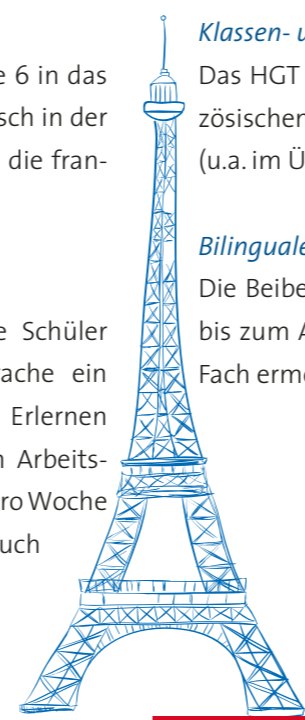 e 6 in das
sch in der
die fran-
e Schüler
ache ein
Erlernen
n Arbeits-
ro Woche
uch
Klassen- u
Das HGT
zösischen
(u.a. im Ü
Bilinguale
Die Beibe
bis zum A
Fach erm